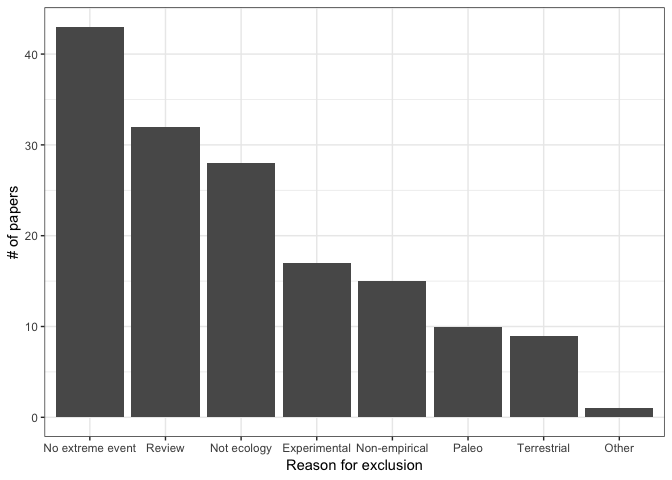 # of papers
40
30
20
10
0
No extreme event Review Not ecology Experimental Non-empirical Paleo Terrestrial Other
Reason for exclusion